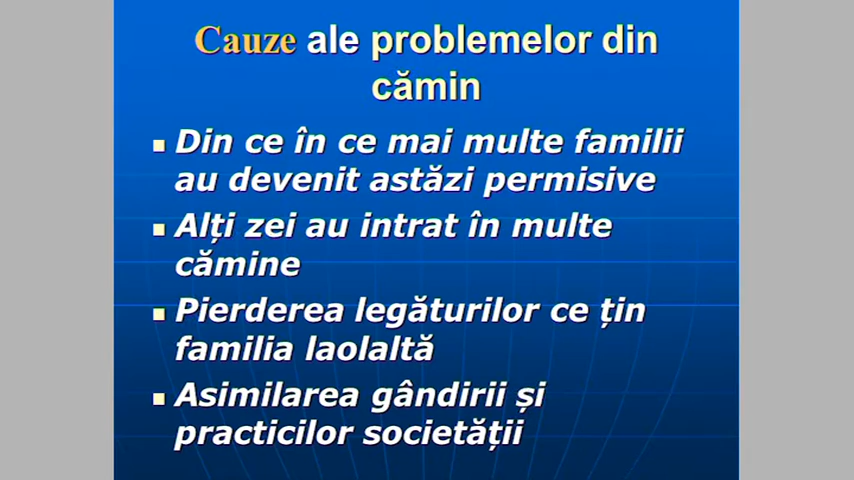 Cauze ale problemelor din
cămin
Din ce în ce mai multe familii
au devenit astăzi permisive
Alți zei au intrat în multe
cămine
Pierderea legăturilor ce țin
familia laolaltă
Asimilarea gândirii și
practicilor societății